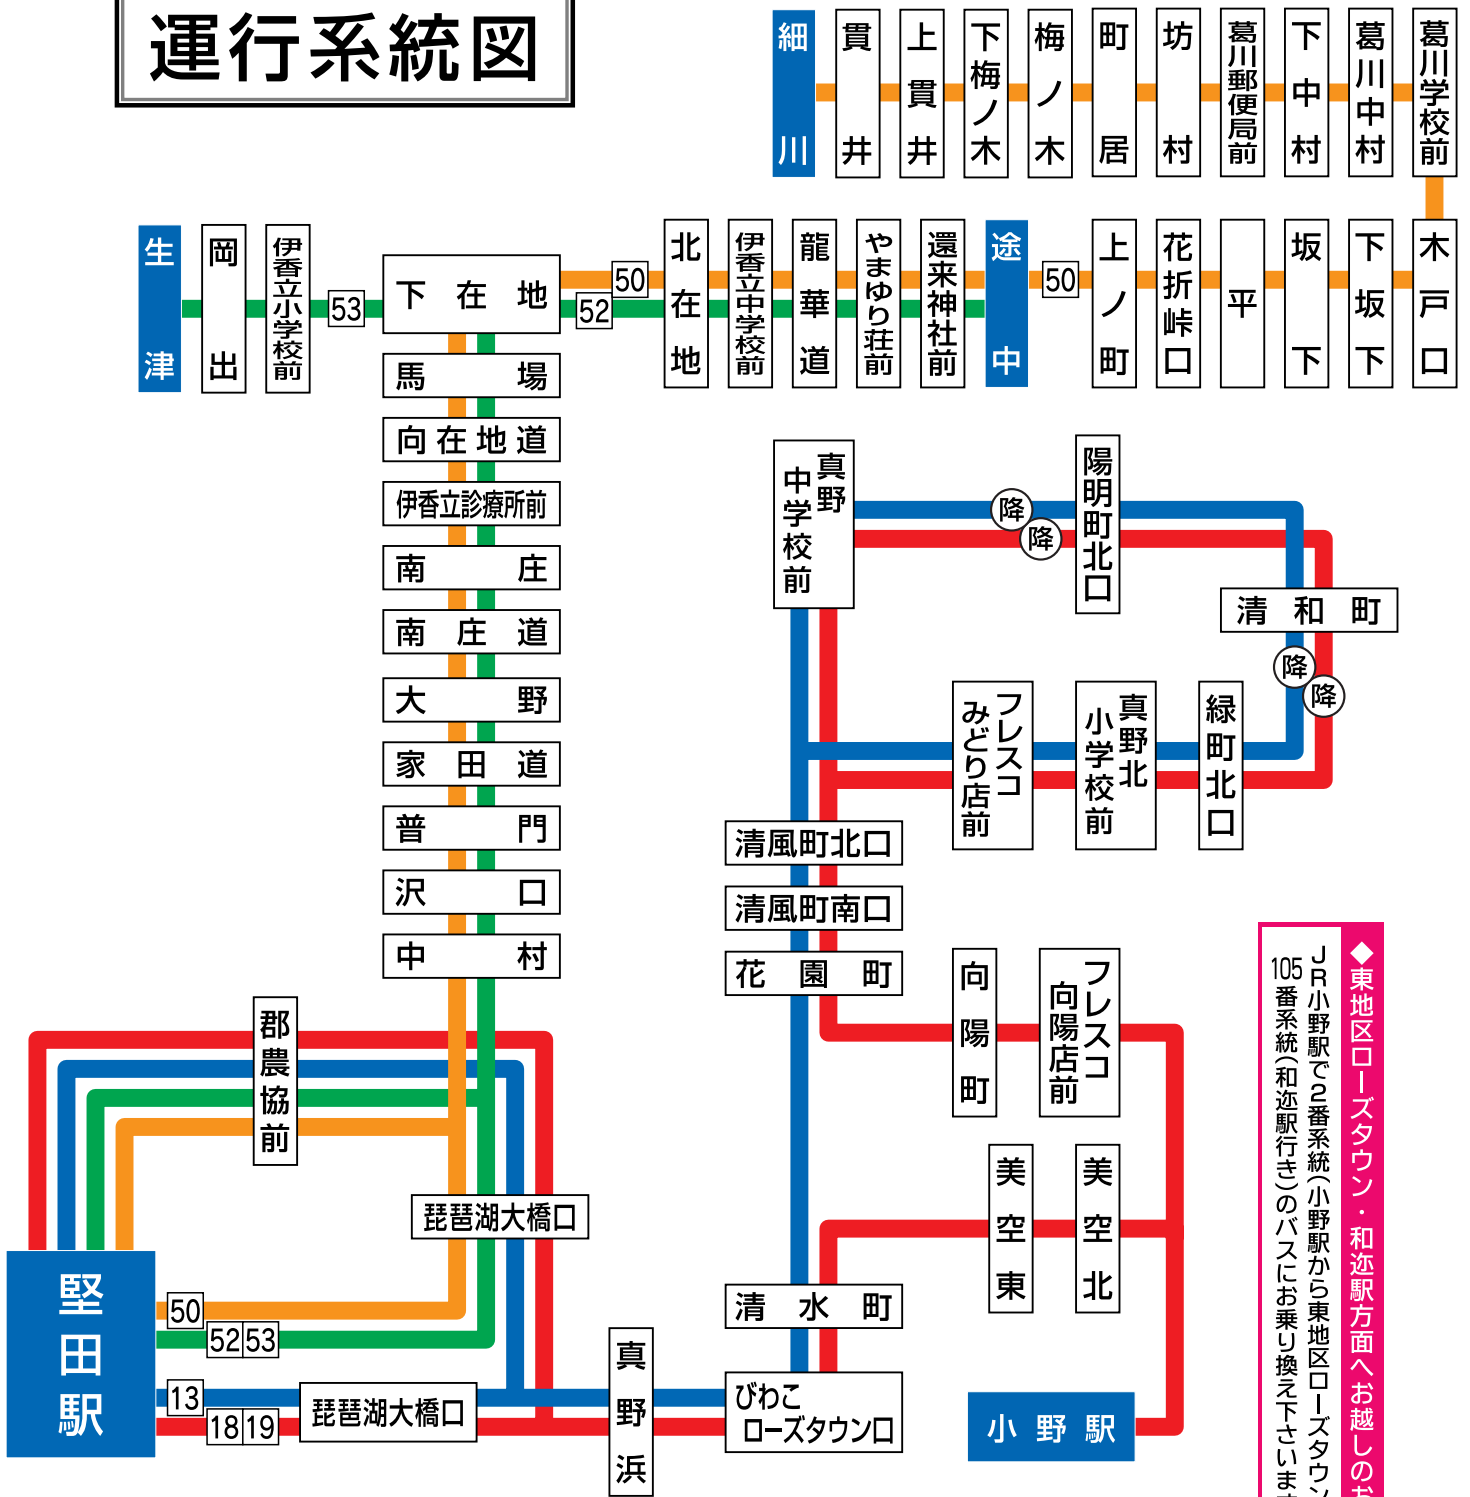 運行系統図
細川
貫井
上貫井
下梅ノ木
梅ノ木
町居
坊村
葛川郵便局前
下中村
葛川中村
葛川学校前
生津
岡出
伊香立小学校前
53
下在地
50
52
北在地
伊香立中学校前
龍華道
やまゆり荘前
還来神社前
途中
50
上ノ町
花折峠口
平
坂下
下坂下
木戸口
馬場
向在地道
伊香立診療所前
南庄
南庄道
大野
家田道
普門
沢口
中村
真野
中学校前
降
降
陽明町北口
清和町
降
降
フレスコ
みどり店前
真野北
小学校前
緑町北口
清風町北口
清風町南口
花園町
向陽町
フレスコ
向陽店前
美空東
美空北
郡農協前
琵琶湖大橋口
堅田駅
50
52 53
13
18 19
琵琶湖大橋口
真野浜
清水町
びわこ
ローズタウン口
小野駅
◆東地区ローズタウン・和迩駅方面へお越しのお
JR小野駅で2番系統(小野駅から東地区ローズタウン
105番系統(和迩駅行き)のバスにお乗り換え下さいま